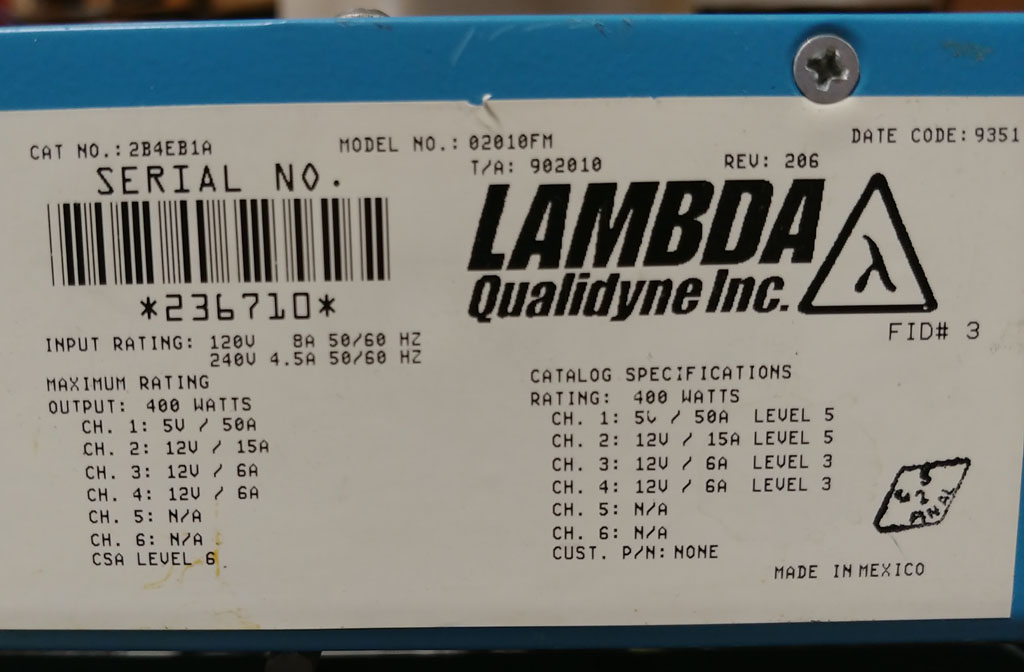 CAT NO.: 2B4EB1A
MODEL NO.: 02010FM
DATE CODE: 9351
T/A: 902010
REV: 206
SERIAL NO.
*236710*
LAMBDA
Qualidyne Inc.
λ
FID# 3
INPUT RATING: 120V 8A 50/60 HZ
240V 4.5A 50/60 HZ
MAXIMUM RATING
OUTPUT: 400 WATTS
CH. 1: 5V / 50A
CH. 2: 12V / 15A
CH. 3: 12V / 6A
CH. 4: 12V / 6A
CH. 5: N/A
CH. 6: N/A
CSA LEVEL 6
CATALOG SPECIFICATIONS
RATING: 400 WATTS
CH. 1: 5V / 50A LEVEL 5
CH. 2: 12V / 15A LEVEL 5
CH. 3: 12V / 6A LEVEL 3
CH. 4: 12V / 6A LEVEL 3
CH. 5: N/A
CH. 6: N/A
CUST. P/N: NONE
MADE IN MEXICO